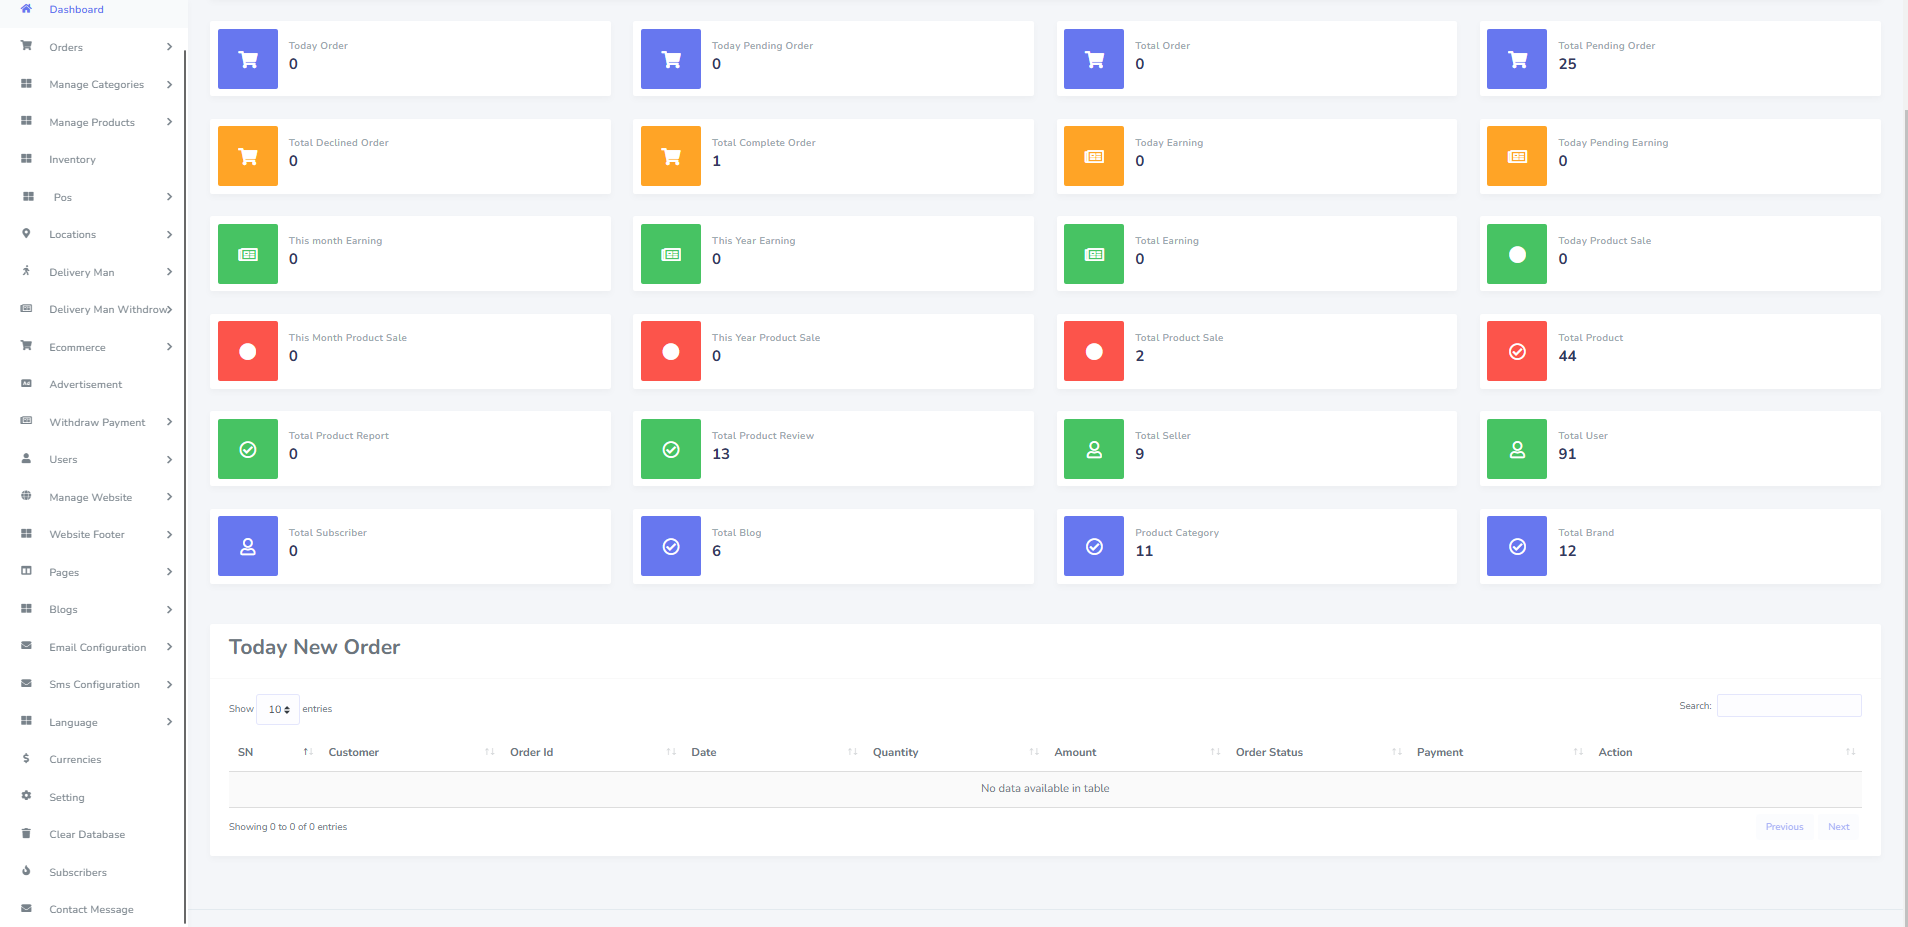 Dashboard
Orders
Manage Categories
Manage Products
Inventory
Pos
Locations
Delivery Man
Delivery Man Withdrow
Ecommerce
Advertisement
Withdraw Payment
Users
Manage Website
Website Footer
Pages
Blogs
Email Configuration
Sms Configuration
Language
Currencies
Setting
Clear Database
Subscribers
Contact Message
Today Order
0
Today Pending Order
0
Total Order
0
Total Pending Order
25
Total Declined Order
0
Total Complete Order
1
Today Earning
0
Today Pending Earning
0
This month Earning
0
This Year Earning
0
Total Earning
0
Today Product Sale
0
This Month Product Sale
0
This Year Product Sale
0
Total Product Sale
2
Total Product
44
Total Product Report
0
Total Product Review
13
Total Seller
9
Total User
91
Total Subscriber
0
Total Blog
6
Product Category
11
Total Brand
12
Today New Order
Show 10 entries
Search:
SN Customer Order Id Date Quantity Amount Order Status Payment Action
No data available in table
Showing 0 to 0 of 0 entries
Previous Next